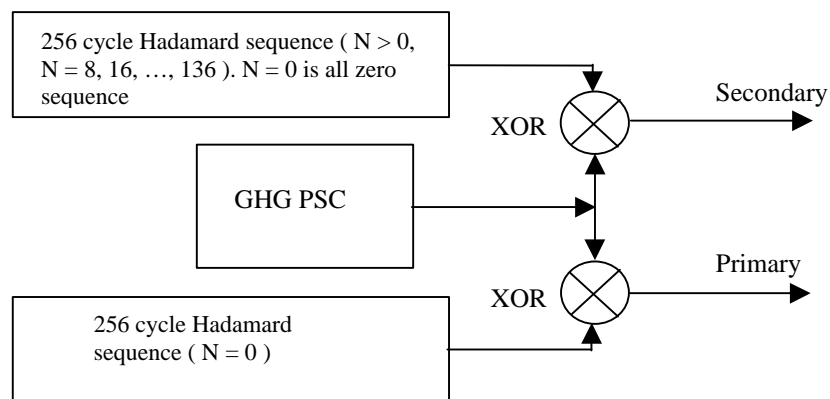 256 cycle Hadamard sequence ( N > 0,
N = 8, 16, …, 136 ). N = 0 is all zero
sequence
Secondary
XOR
GHG PSC
Primary
XOR
256 cycle Hadamard
sequence ( N = 0 )